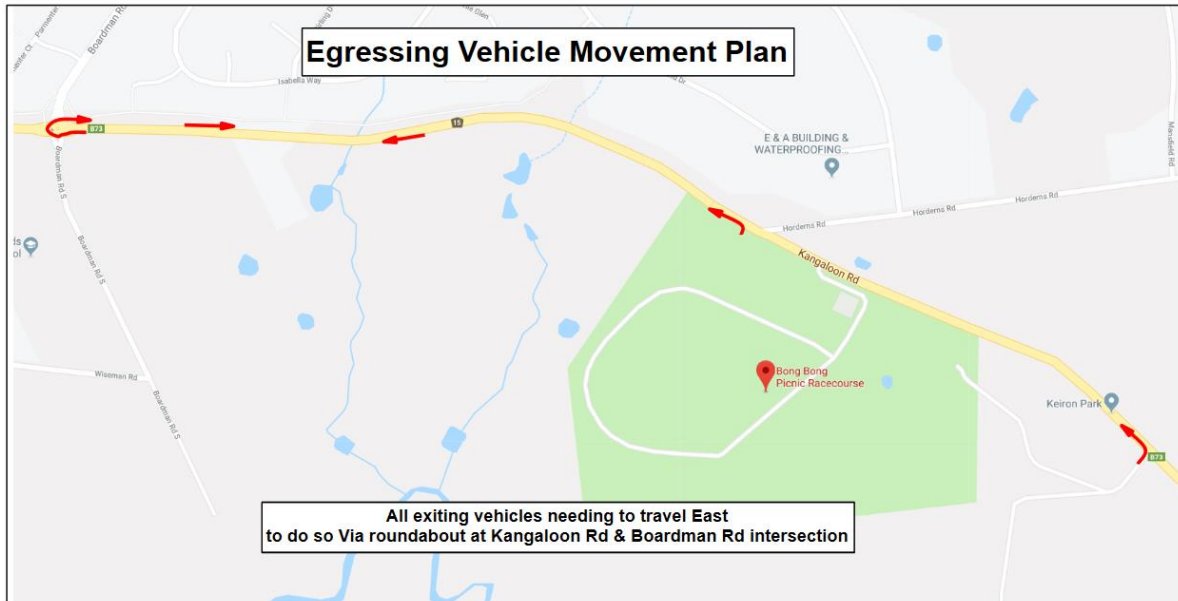 Egressing Vehicle Movement Plan
Boardman Rd
Isabella Way
B73
15
E & A BUILDING &
WATERPROOFING...
Mansfield Rd
Horderns Rd
Horderns Rd
Horderns Rd
Kangaloon Rd
Boardman Rd S
Boardman Rd S
Boardman Rd S
Wiseman Rd
Bong Bong
Picnic Racecourse
Keiron Park
B73
All exiting vehicles needing to travel East
to do so Via roundabout at Kangaloon Rd & Boardman Rd intersection